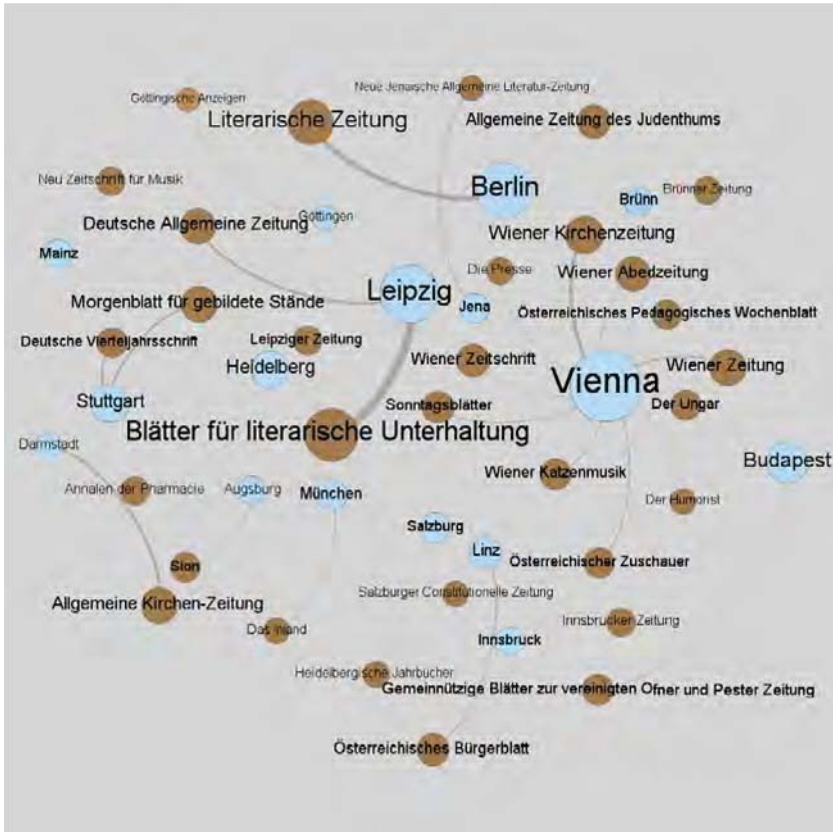 Neue Jenaische Allgemeine Literatur-Zeitung
Göttingische Anzeigen
Literarische Zeitung
Allgemeine Zeitung des Judenthums
Neu Zeitschrift für Musik
Berlin
Brünn
Brünner Zeitung
Deutsche Allgemeine Zeitung
Göttingen
Wiener Kirchenzeitung
Mainz
Die Presse
Wiener Abedzeitung
Leipzig
Morgenblatt für gebildete Stände
Jena
Österreichisches Pedagogisches Wochenblatt
Deutsche Vierteljahrsschrift
Leipziger Zeitung
Heidelberg
Wiener Zeitschrift
Wiener Zeitung
Vienna
Stuttgart
Sonntagsblätter
Der Ungar
Blätter für literarische Unterhaltung
Darmstadt
Budapest
Wiener Katzenmusik
Annalen der Pharmacie
Augsburg
München
Der Humorist
Salzburg
Linz
Österreichischer Zuschauer
Sion
Allgemeine Kirchen-Zeitung
Salzburger Constitutionelle Zeitung
Innsbrucker Zeitung
Das Inland
Innsbruck
Heidelbergische Jahrbücher
Gemeinnützige Blätter zur vereinigten Ofner und Pester Zeitung
Österreichisches Bürgerblatt